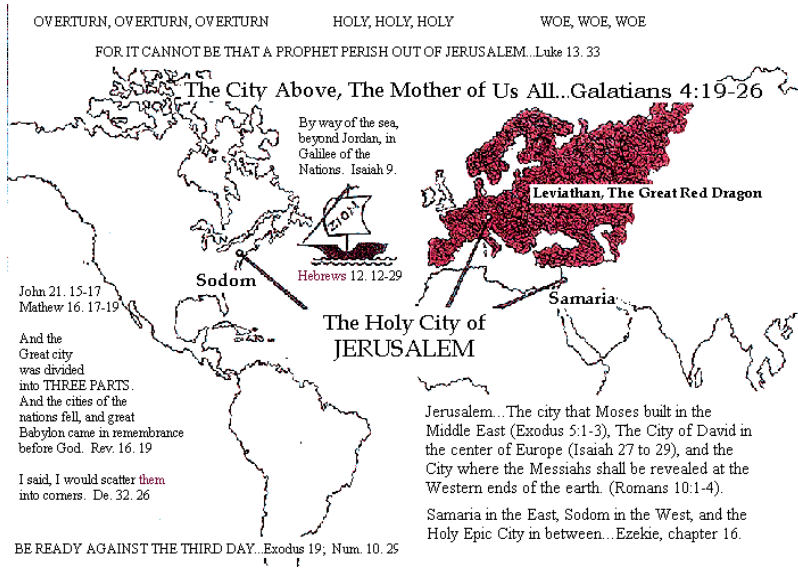 OVERTURN, OVERTURN, OVERTURN HOLY, HOLY, HOLY WOE, WOE, WOE
FOR IT CANNOT BE THAT A PROPHET PERISH OUT OF JERUSALEM...Luke 13. 33
The City Above, The Mother of Us All...Galatians 4:19-26
By way of the sea,
beyond Jordan, in
Galilee of the
Nations. Isaiah 9.
ZION
Leviathan, The Great Red Dragon
Hebrews 12. 12-29
Sodom
Samaria
The Holy City of
JERUSALEM
John 21. 15-17
Mathew 16. 17-19
And the
Great city
was divided
into THREE PARTS.
And the cities of the
nations fell, and great
Babylon came in remembrance
before God. Rev. 16. 19
I said, I would scatter them
into corners. De. 32. 26
Jerusalem...The city that Moses built in the
Middle East (Exodus 5:1-3), The City of David in
the center of Europe (Isaiah 27 to 29), and the
City where the Messiahs shall be revealed at the
Western ends of the earth. (Romans 10:1-4).
Samaria in the East, Sodom in the West, and the
Holy Epic City in between...Ezekie, chapter 16.
BE READY AGAINST THE THIRD DAY...Exodus 19; Num. 10. 29